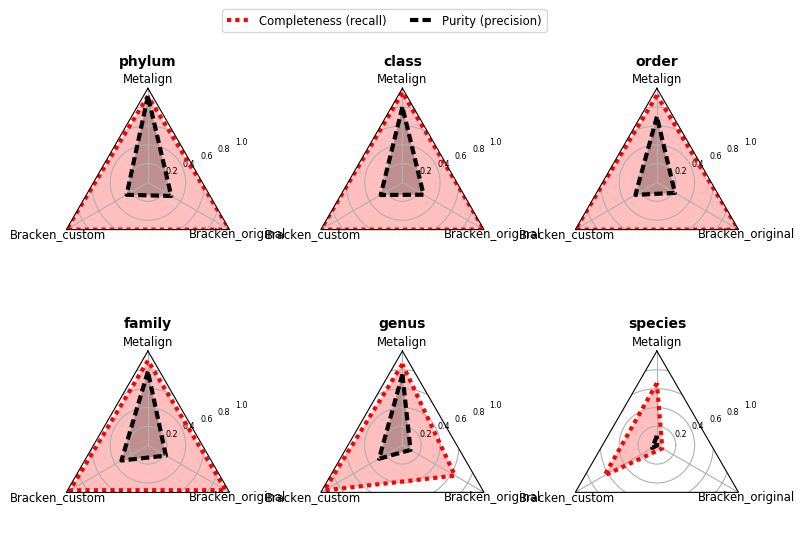 Completeness (recall) Purity (precision)
phylum class order
Metalign Metalign Metalign
1.0 1.0 1.0
0.8 0.8 0.8
0.6 0.6 0.6
0.4 0.4 0.4
0.2 0.2 0.2
Bracken_custom Bracken_original Bracken_custom Bracken_original Bracken_custom Bracken_original
family genus species
Metalign Metalign Metalign
1.0 1.0 1.0
0.8 0.8 0.8
0.6 0.6 0.6
0.4 0.4 0.4
0.2 0.2 0.2
Bracken_custom Bracken_original Bracken_custom Bracken_original Bracken_custom Bracken_original